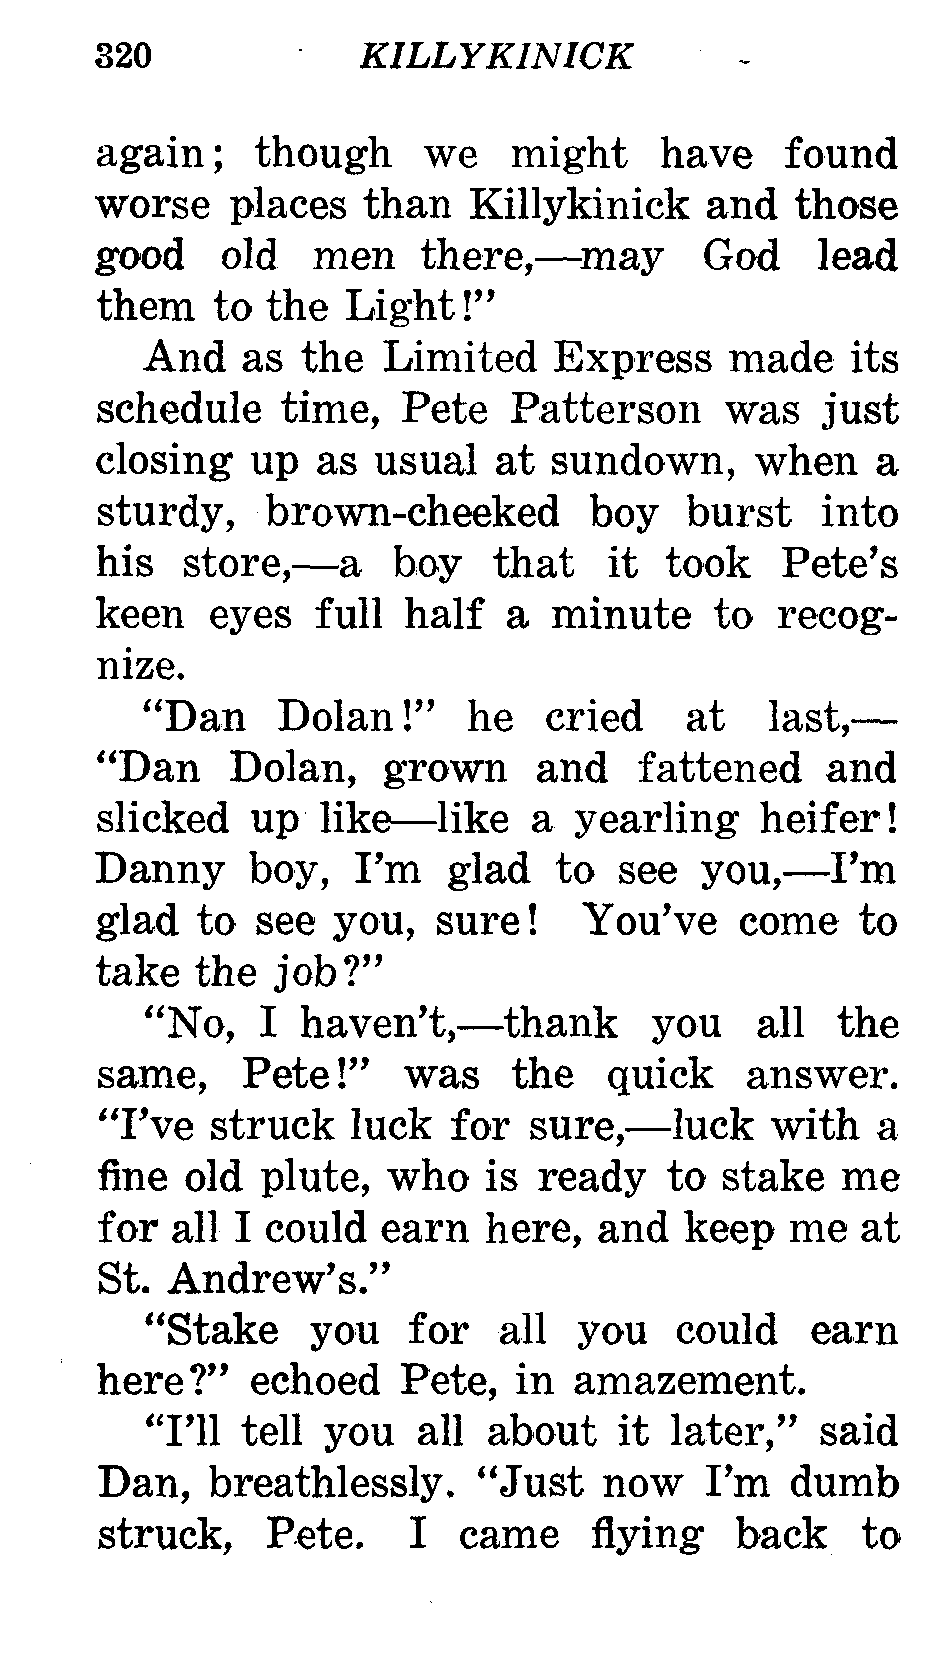 320 KILLYKINICK
again; though we might have found
worse places than Killykinick and those
good old men there,—may God lead
them to the Light!”
And as the Limited Express made its
schedule time, Pete Patterson was just
closing up as usual at sundown, when a
sturdy, brown-cheeked boy burst into
his store,—a boy that it took Pete’s
keen eyes full half a minute to recog-
nize.
“Dan Dolan!” he cried at last,—
“Dan Dolan, grown and fattened and
slicked up like—like a yearling heifer!
Danny boy, I’m glad to see you,—I’m
glad to see you, sure! You’ve come to
take the job?”
“No, I haven’t,—thank you all the
same, Pete!” was the quick answer.
“I’ve struck luck for sure,—luck with a
fine old plute, who is ready to stake me
for all I could earn here, and keep me at
St. Andrew’s.”
“Stake you for all you could earn
here?” echoed Pete, in amazement.
“I’ll tell you all about it later,” said
Dan, breathlessly. “Just now I’m dumb
struck, Pete. I came flying back to